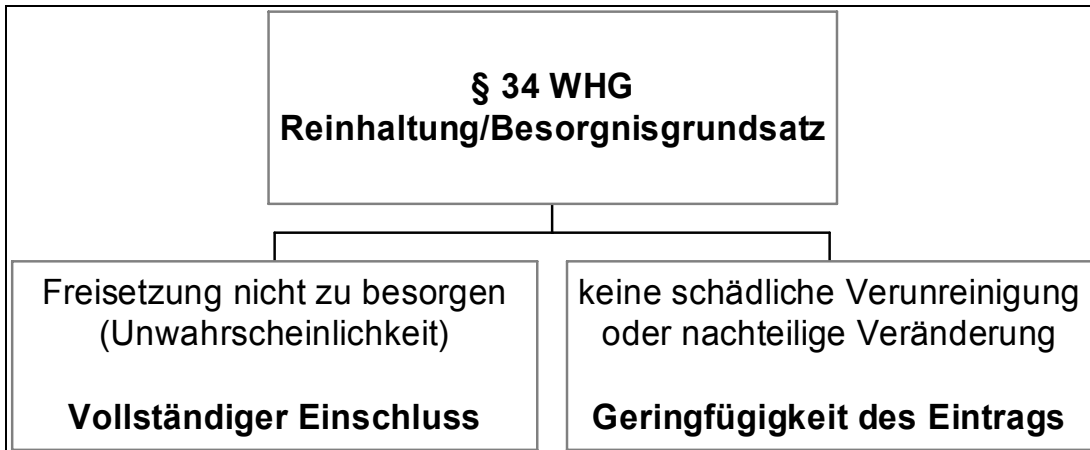 § 34 WHG
Reinhaltung/Besorgnisgrundsatz
Freisetzung nicht zu besorgen
(Unwahrscheinlichkeit)
Vollständiger Einschluss
keine schädliche Verunreinigung
oder nachteilige Veränderung
Geringfügigkeit des Eintrags